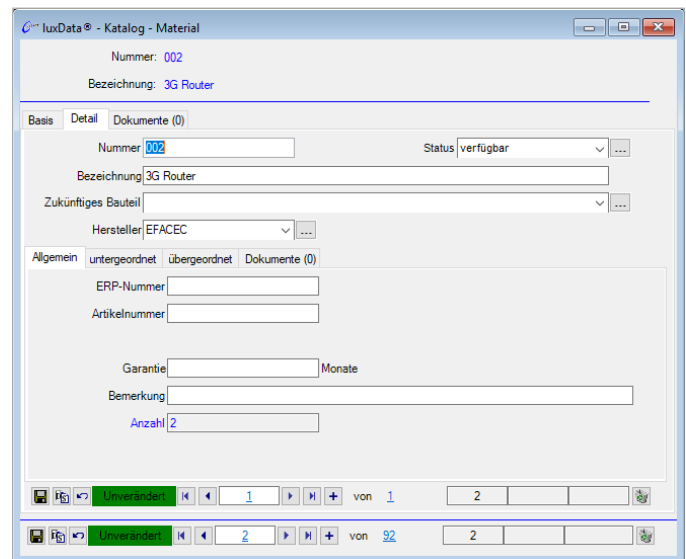 luxData® - Katalog - Material
Nummer: 002
Bezeichnung: 3G Router
Basis Detail Dokumente (0)
Nummer 002 Status verfügbar ...
Bezeichnung 3G Router
Zukünftiges Bauteil ...
Hersteller EFACEC ...
Allgemein untergeordnet übergeordnet Dokumente (0)
ERP-Nummer
Artikelnummer
Garantie Monate
Bemerkung
Anzahl 2
Unverändert 1 von 1 2
Unverändert 2 von 92 2